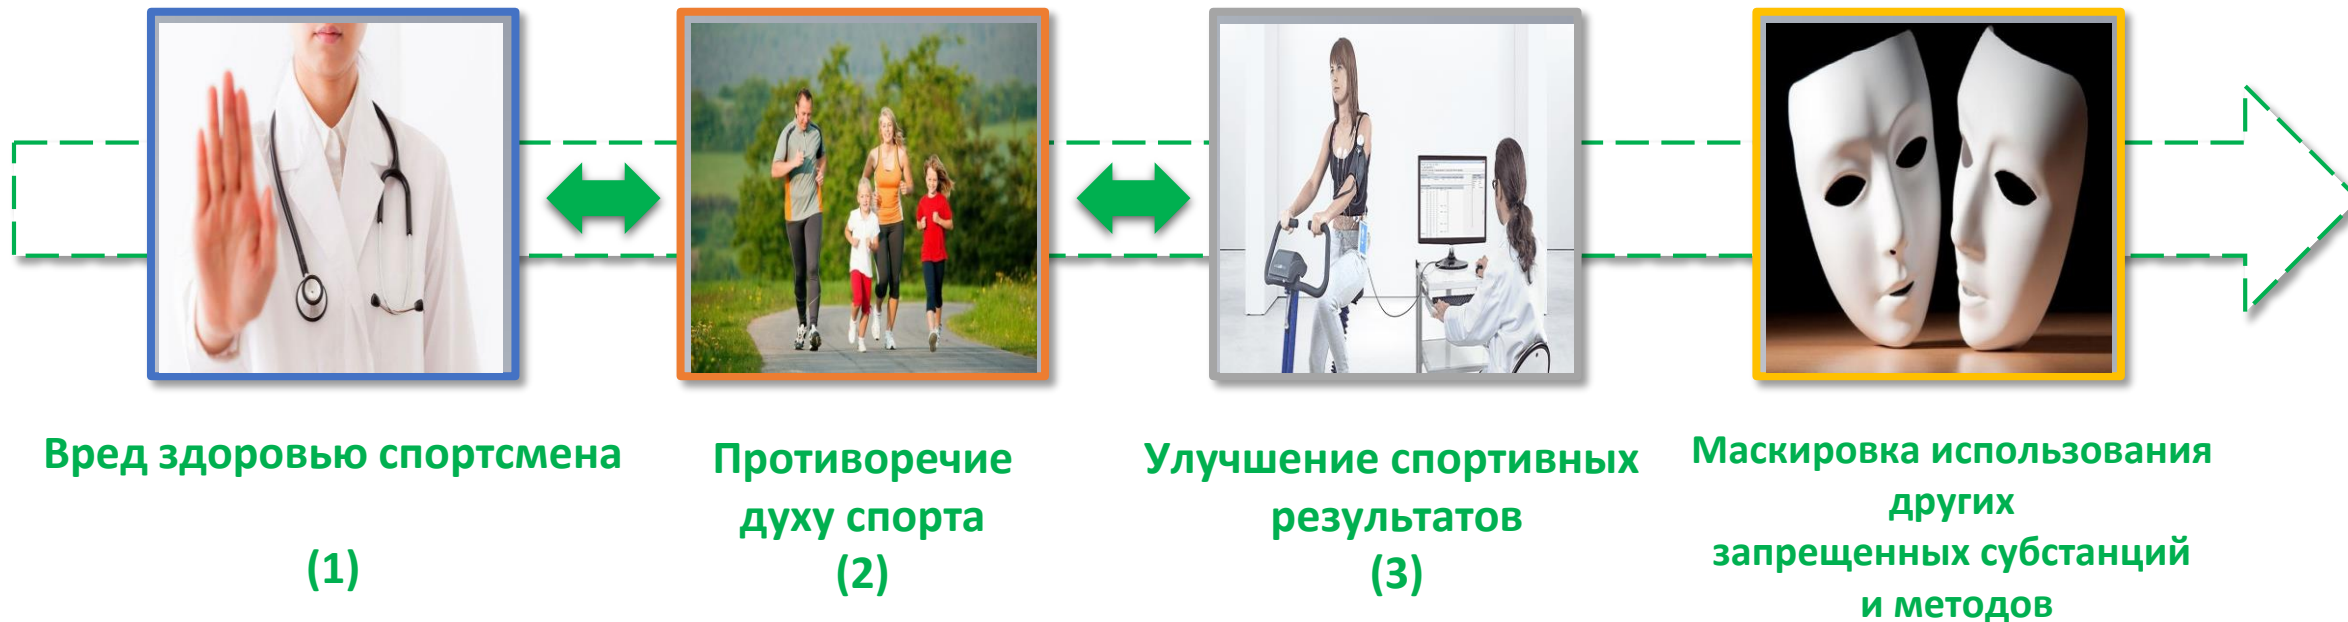 Вред здоровью спортсмена
(1)
Противоречие
духу спорта
(2)
Улучшение спортивных
результатов
(3)
Маскировка использования
других
запрещенных субстанций
и методов